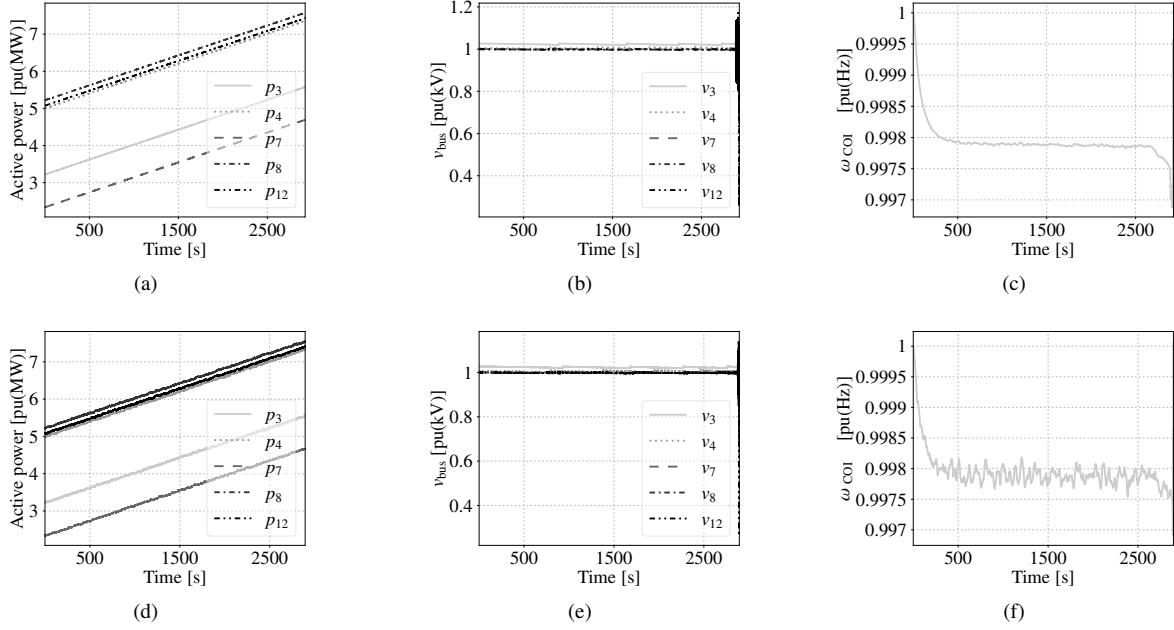 Active power [pu(MW)]
7
6
5
4
3
500
1500
2500
Time [s]
p3
p4
p7
p8
p12
(a)
vbus [pu(kV)]
1.2
1
0.8
0.6
0.4
500
1500
2500
Time [s]
v3
v4
v7
v8
v12
(b)
ω COI [pu(Hz)]
1
0.9995
0.999
0.9985
0.998
0.9975
0.997
500
1500
2500
Time [s]
(c)
Active power [pu(MW)]
7
6
5
4
3
500
1500
2500
Time [s]
p3
p4
p7
p8
p12
(d)
vbus [pu(kV)]
1
0.8
0.6
0.4
500
1500
2500
Time [s]
v3
v4
v7
v8
v12
(e)
ω COI [pu(Hz)]
1
0.9995
0.999
0.9985
0.998
0.9975
0.997
500
1500
2500
Time [s]
(f)